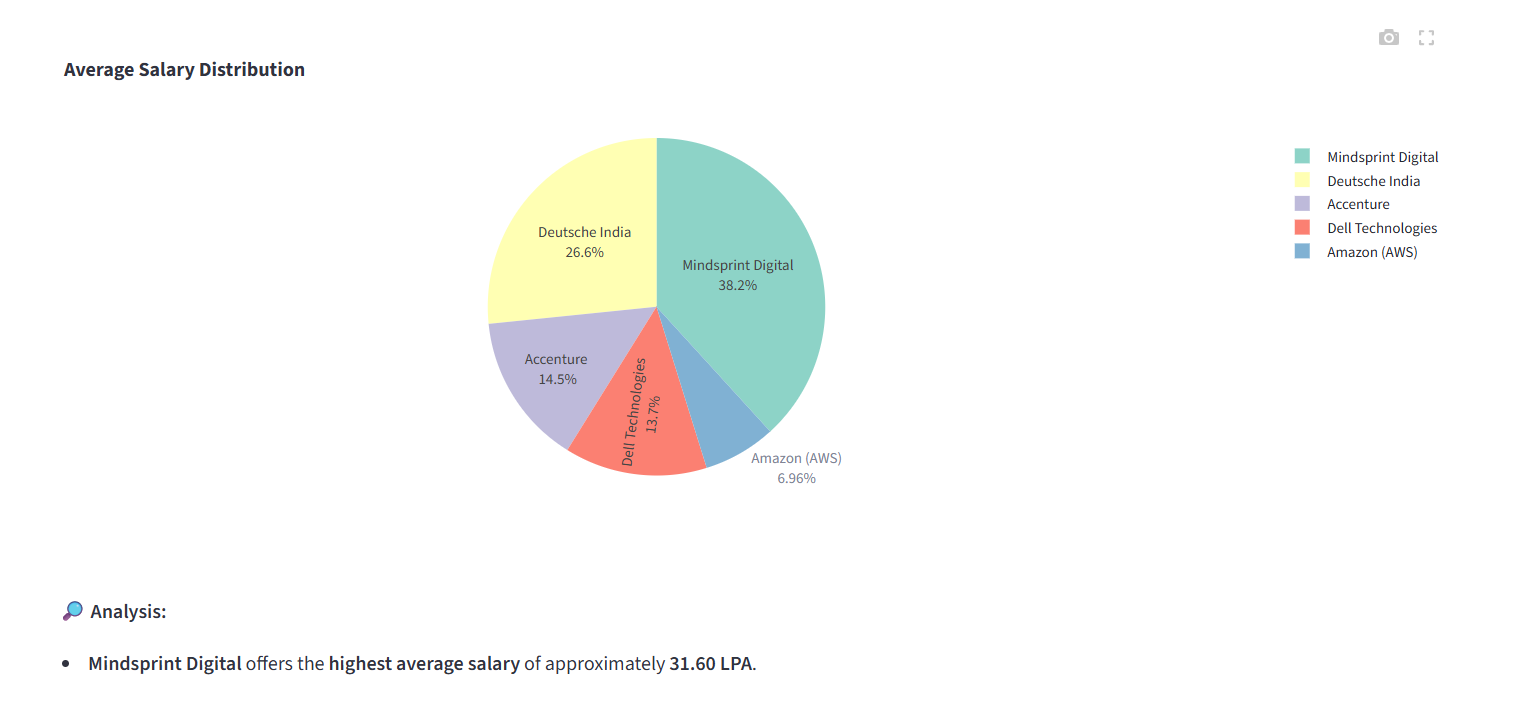 Average Salary Distribution
Deutsche India
26.6%
Mindsprint Digital
38.2%
Accenture
14.5%
Dell Technologies
13.7%
Amazon (AWS)
6.96%
Mindsprint Digital
Deutsche India
Accenture
Dell Technologies
Amazon (AWS)
🔎 Analysis:
• Mindsprint Digital offers the highest average salary of approximately 31.60 LPA.